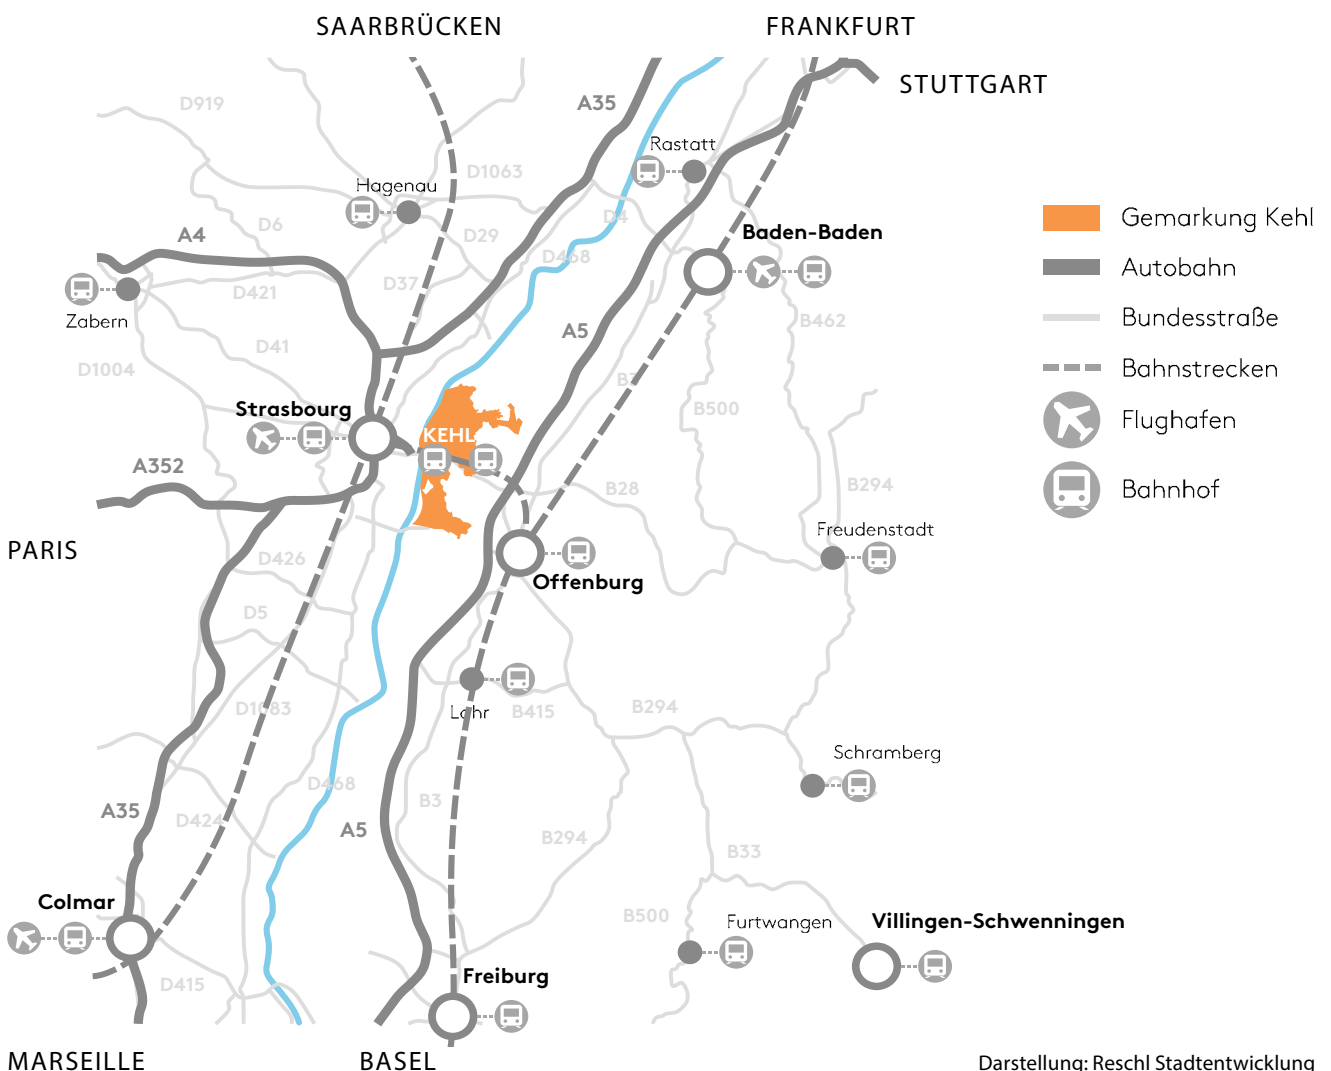 SAARBRÜCKEN
FRANKFURT
STUTTGART
D919
A35
Rastatt
D1063
Hagenau
D4
D6
A4
D29
Baden-Baden
D468
D37
D421
Zabern
B462
A5
D41
D1004
B3
B500
Strasbourg
KEHL
A352
B28
B294
Freudenstadt
PARIS
D426
Offenburg
D5
Lahr
B415
B294
D1083
Schramberg
D468
B3
A35
D424
A5
B294
B33
Colmar
B500
Furtwangen
Villingen-Schwenningen
Freiburg
D415
MARSEILLE
BASEL
Gemarkung Kehl
Autobahn
Bundesstraße
Bahnstrecken
Flughafen
Bahnhof
Darstellung: Reschl Stadtentwicklung